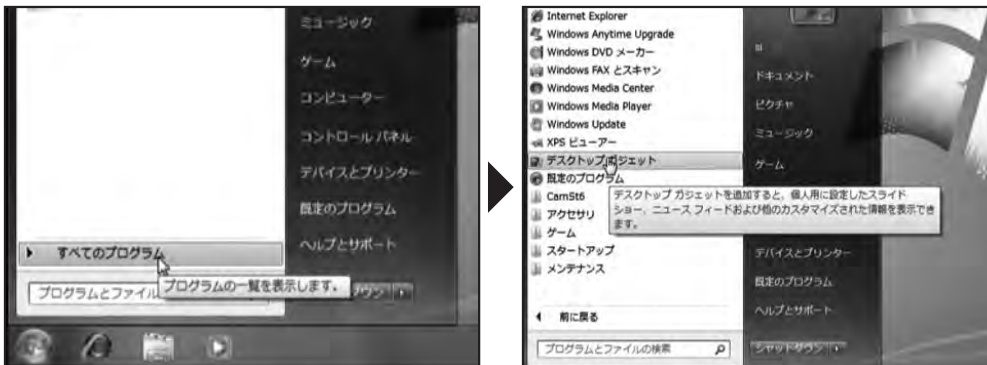 ミュージック
ゲーム
コンピューター
コントロール パネル
デバイスとプリンター
既定のプログラム
ヘルプとサポート
すべてのプログラム
プログラムの一覧を表示します。
プログラムとファイル
ダウン
Internet Explorer
Windows Anytime Upgrade
Windows DVD メーカー
Windows FAX とスキャン
Windows Media Center
Windows Media Player
Windows Update
XPS ビューアー
デスクトップ ガジェット
既定のプログラム
CamSt6
アクセサリ
ゲーム
スタートアップ
メンテナンス
前に戻る
プログラムとファイルの検索
デスクトップ ガジェットを追加すると、個人用に設定したスライド
ショー、ニュース フィードおよび他のカスタマイズされた情報を表示でき
ます。
ドキュメント
ピクチャ
ミュージック
ゲーム
デバイスとプリンター
既定のプログラム
ヘルプとサポート
シャットダウン